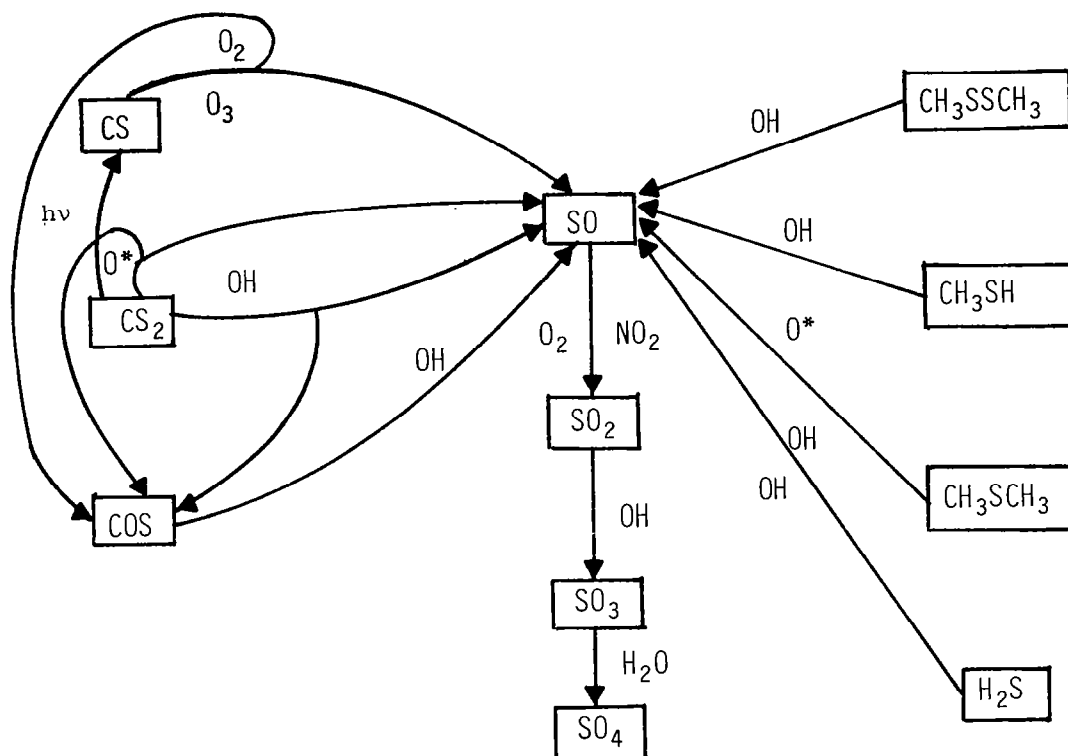 O₂
O₃
CS
CH₃SSCH₃
OH
hν
SO
OH
CH₃SH
O*
OH
CS₂
O₂ NO₂
O*
OH
SO₂
OH
OH
CH₃SCH₃
COS
OH
SO₃
H₂O
H₂S
SO₄